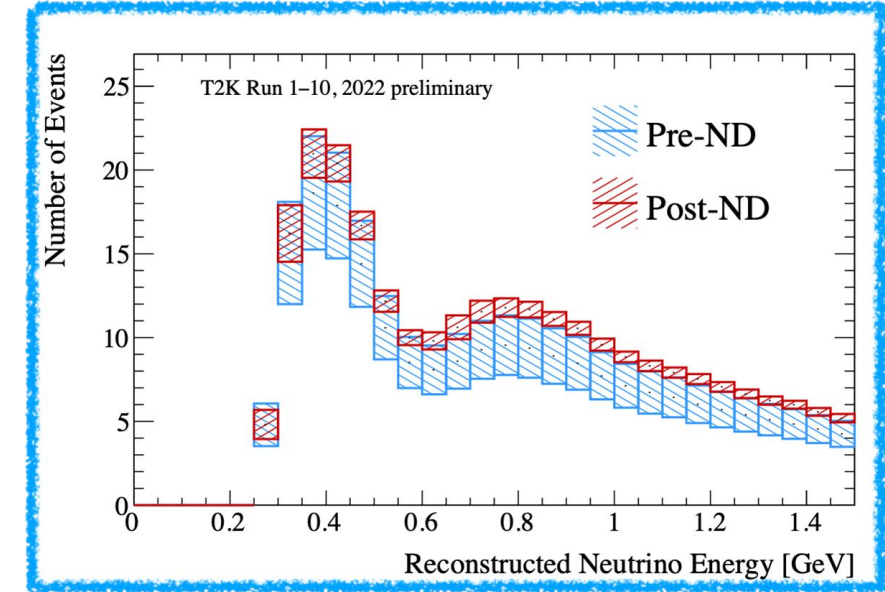 T2K Run 1–10, 2022 preliminary
Number of Events
25
20
15
10
5
0
Pre-ND
Post-ND
0 0.2 0.4 0.6 0.8 1 1.2 1.4
Reconstructed Neutrino Energy [GeV]